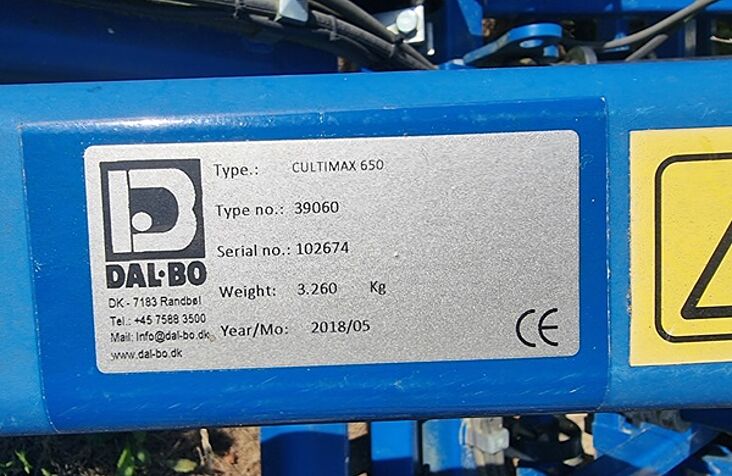 Type.: CULTIMAX 650
Type no.: 39060
Serial no.: 102674
Weight: 3.260 Kg
Year/Mo: 2018/05
CE
DAL·BO
DK - 7183 Randbøl
Tel.: +45 7588 3500
Mail: Info@dal-bo.dk
www.dal-bo.dk